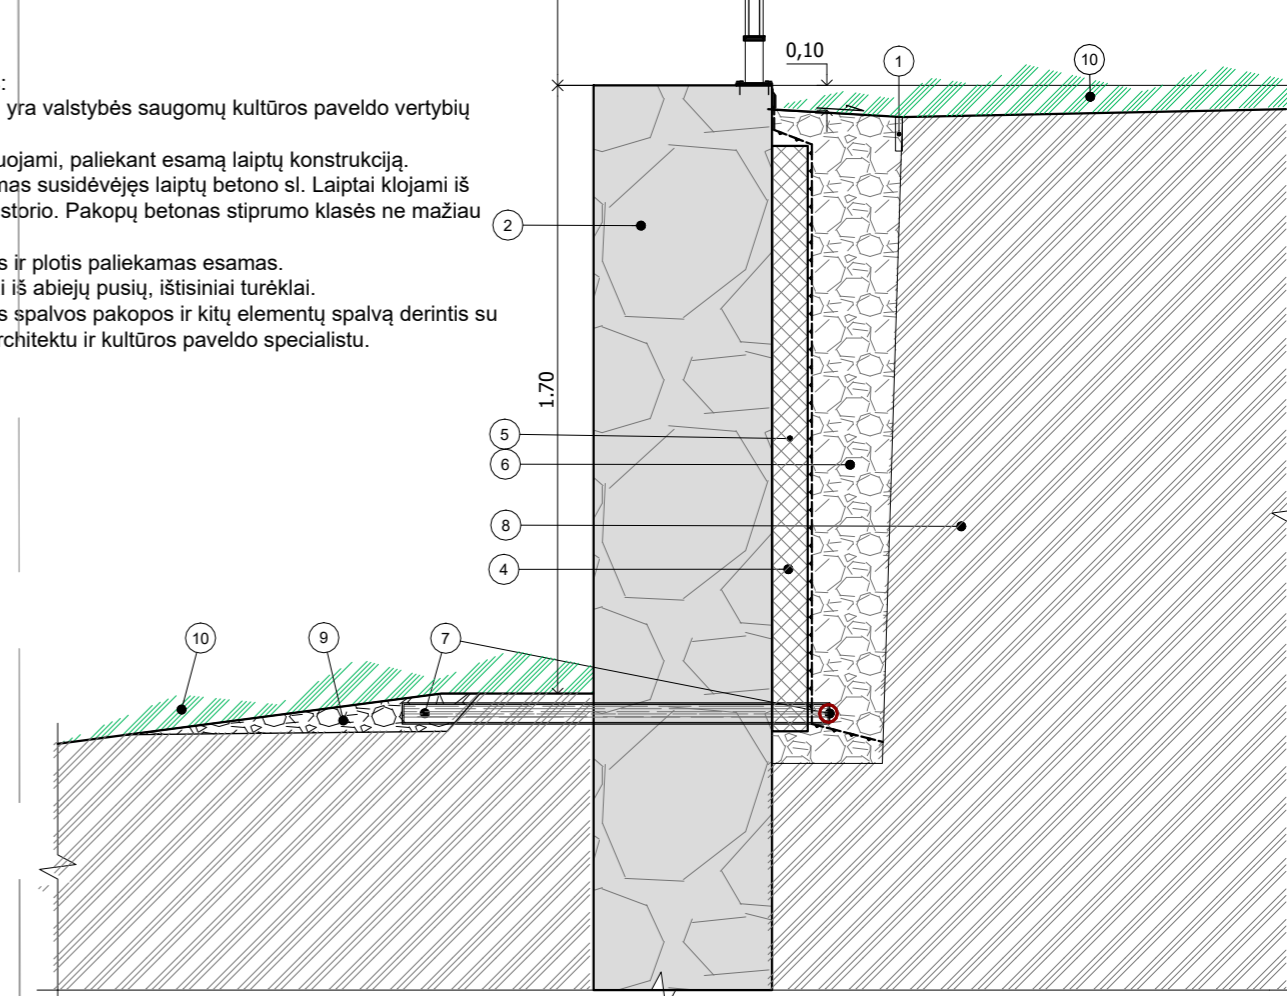 :
yra valstybės saugomų kultūros paveldo vertybių
uojami, paliekant esamą laiptų konstrukciją.
mas susidėvėjęs laiptų betono sl. Laiptai klojami iš
storio. Pakopų betonas stiprumo klasės ne mažiau
s ir plotis paliekamas esamas.
i iš abiejų pusių, ištisiniai turėklai.
s spalvos pakopos ir kitų elementų spalvą derintis su
rchitektu ir kultūros paveldo specialistu.
0,10
1
10
2
1.70
5
6
8
4
10
9
7